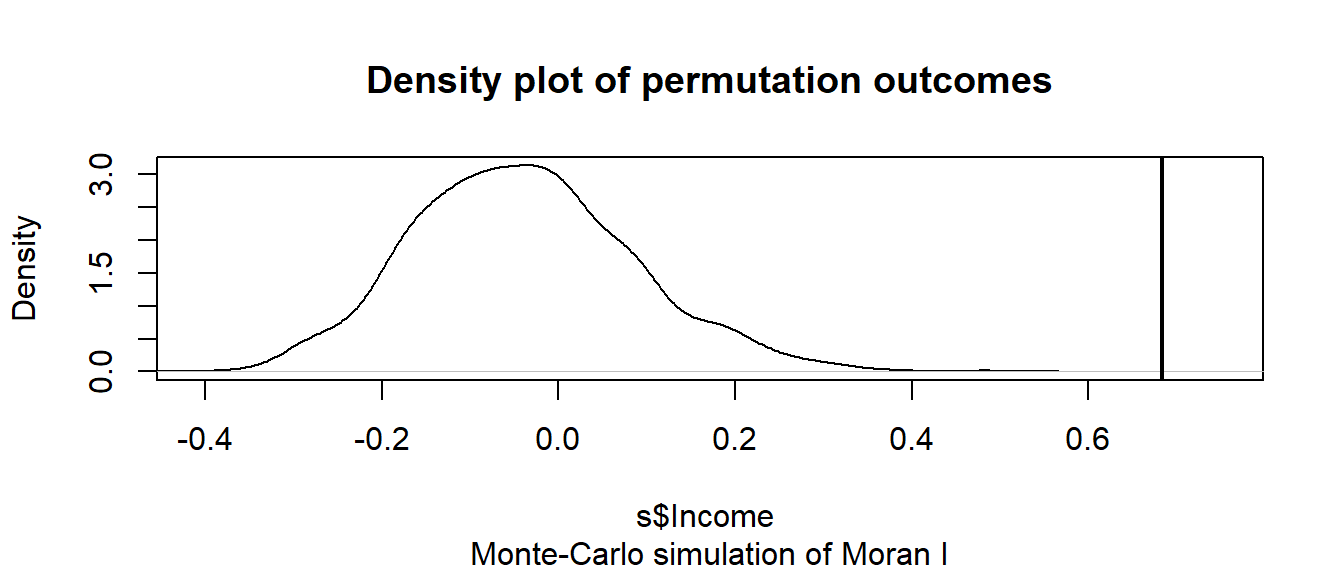 Density plot of permutation outcomes
Density
3.0
1.5
0.0
-0.4 -0.2 0.0 0.2 0.4 0.6
s$Income
Monte-Carlo simulation of Moran I